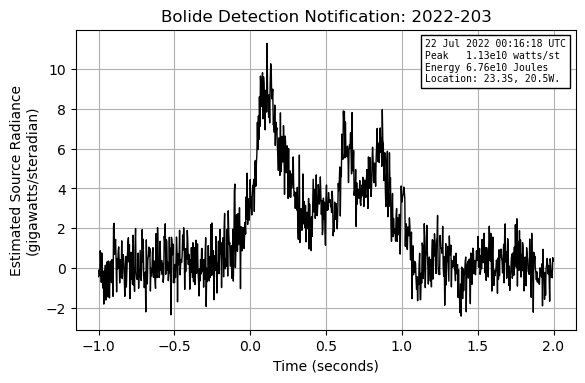 Bolide Detection Notification: 2022-203
22 Jul 2022 00:16:18 UTC
Peak   1.13e10 watts/st
Energy 6.76e10 Joules
Location: 23.3S, 20.5W.
Estimated Source Radiance
(gigawatts/steradian)
10
8
6
4
2
0
−2
−1.0
−0.5
0.0
0.5
1.0
1.5
2.0
Time (seconds)